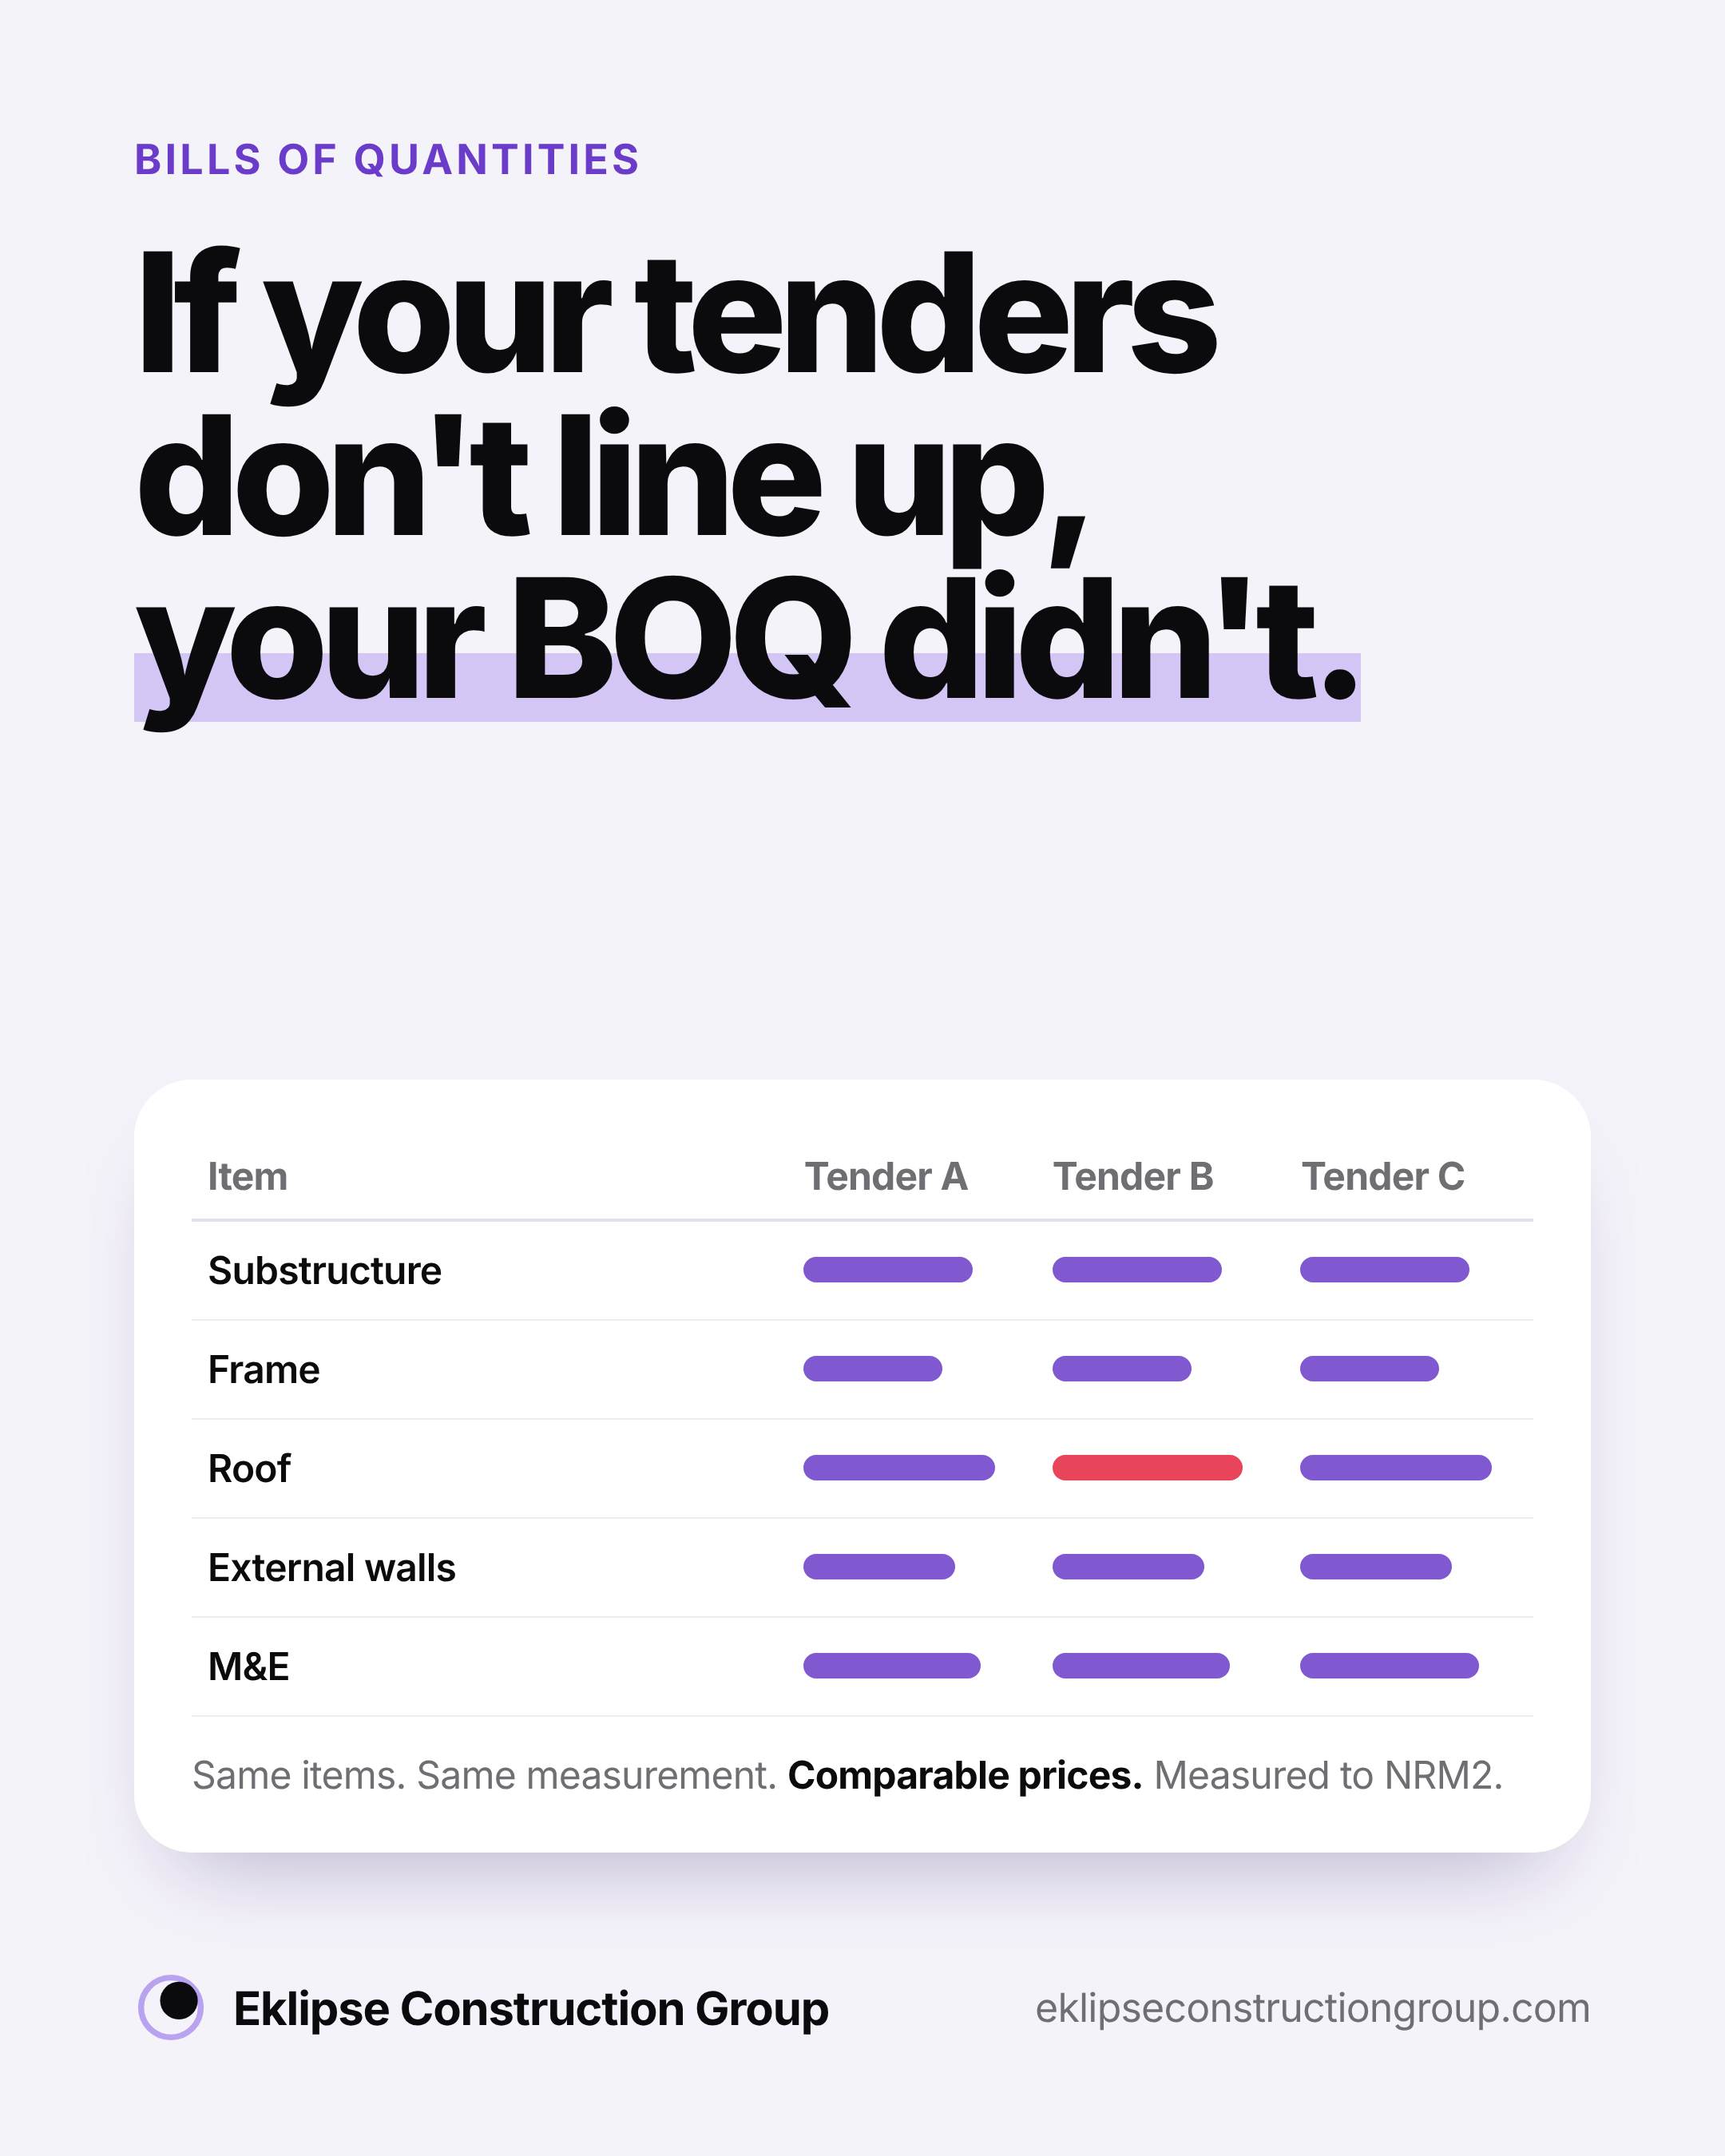 BILLS OF QUANTITIES
If your tenders
don't line up,
your BOQ didn't.
Item Tender A Tender B Tender C
Substructure
Frame
Roof
External walls
M&E
Same items. Same measurement. Comparable prices. Measured to NRM2.
Eklipse Construction Group eklipseconstructiongroup.com